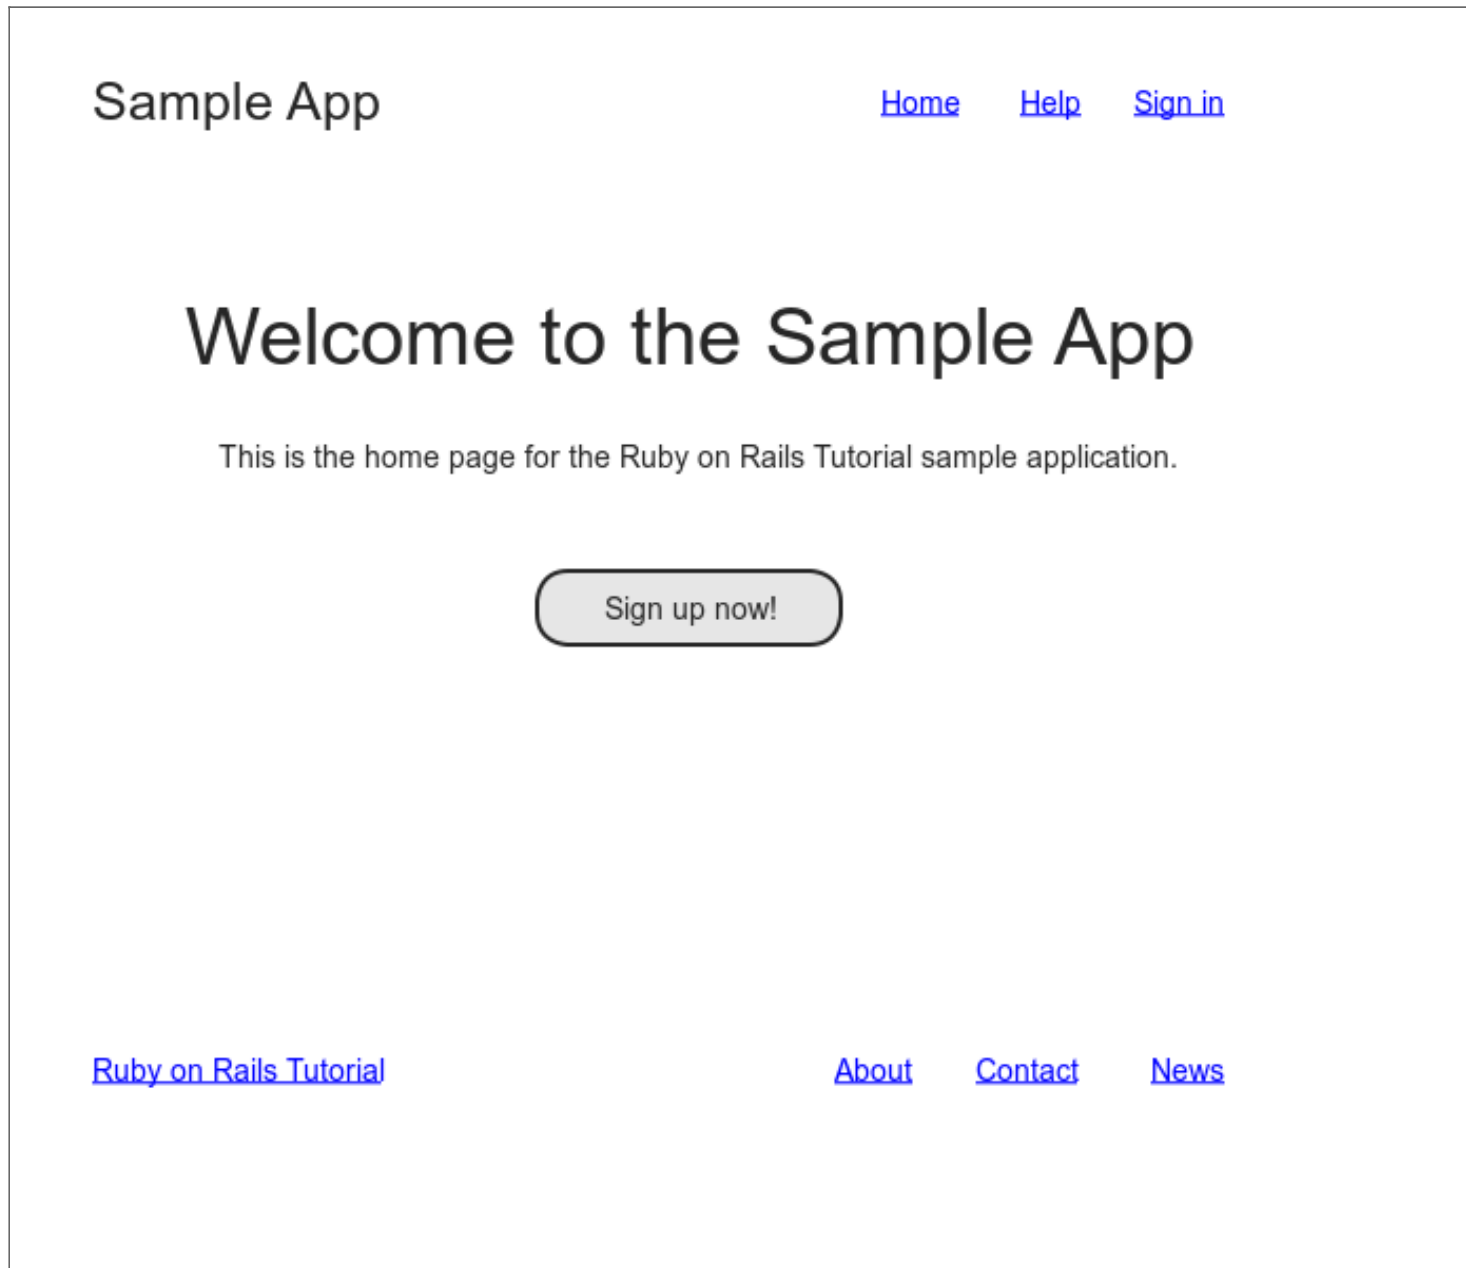 Sample App Home Help Sign in
Welcome to the Sample App
This is the home page for the Ruby on Rails Tutorial sample application.
Sign up now!
Ruby on Rails Tutorial About Contact News